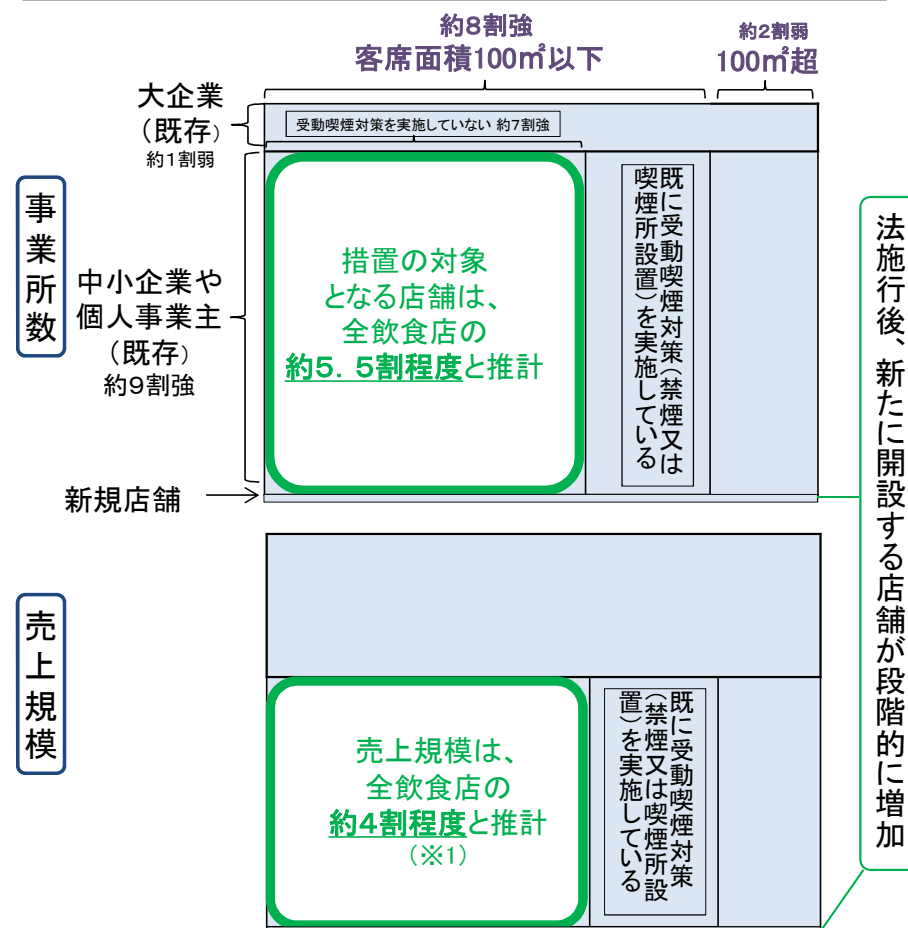 約8割強
客席面積100㎡以下
約2割弱
100㎡超
大企業
（既存）
約1割弱
受動喫煙対策を実施していない 約7割強
事業所数
中小企業や
個人事業主
（既存）
約9割強
措置の対象
となる店舗は、
全飲食店の
約5．5割程度と推計
既に受動喫煙対策（禁煙又は
喫煙所設置）を実施している
新規店舗
法施行後、新たに開設する店舗が段階的に増加
売上規模
売上規模は、
全飲食店の
約4割程度と推計
（※1）
既に受動喫煙対策
（禁煙又は喫煙所設
置）を実施している